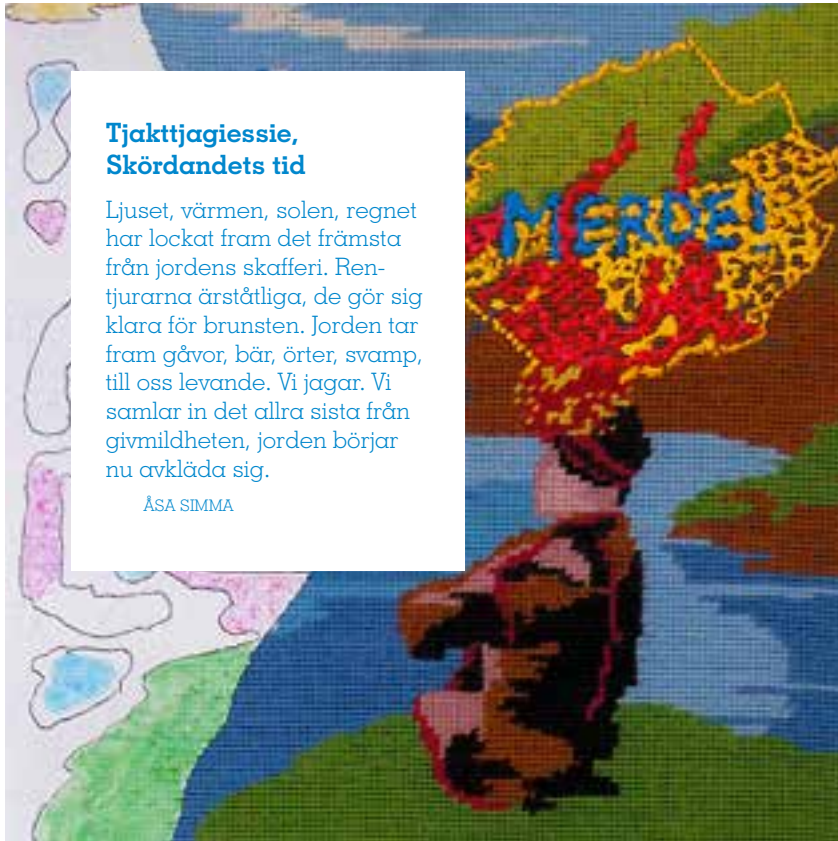 Tjakttjagiessie,
Skördandets tid
Ljuset, värmen, solen, regnet
har lockat fram det främsta
från jordens skafferi. Ren-
tjurarna ärståtliga, de gör sig
klara för brunsten. Jorden tar
fram gåvor, bär, örter, svamp,
till oss levande. Vi jagar. Vi
samlar in det allra sista från
givmildheten, jorden börjar
nu avkläda sig.
ÅSA SIMMA
MERDE!